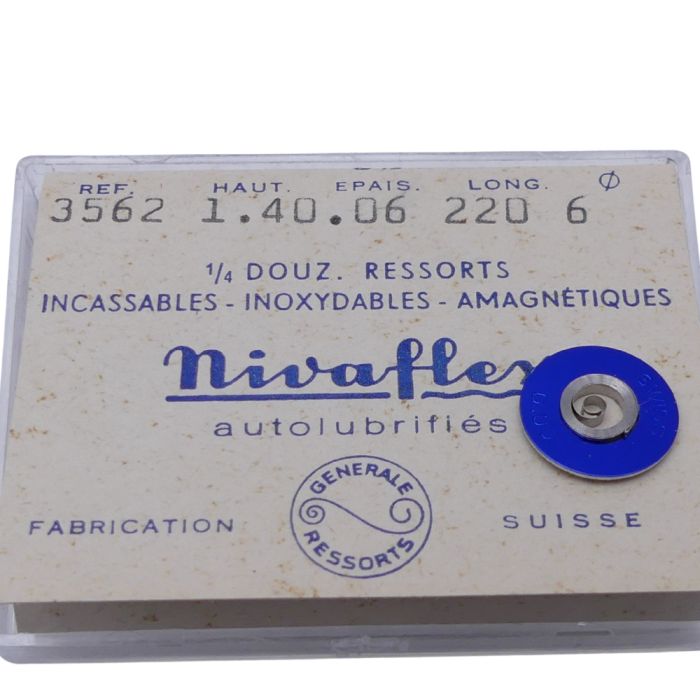 REF. HAUT. EPAIS. LONG. Ø
3562 1.40.06 220 6
1/4 DOUZ. RESSORTS
INCASSABLES - INOXYDABLES - AMAGNÉTIQUES
Nivaflex
autolubrifiés
GENERALE
RESSORTS
FABRICATION SUISSE